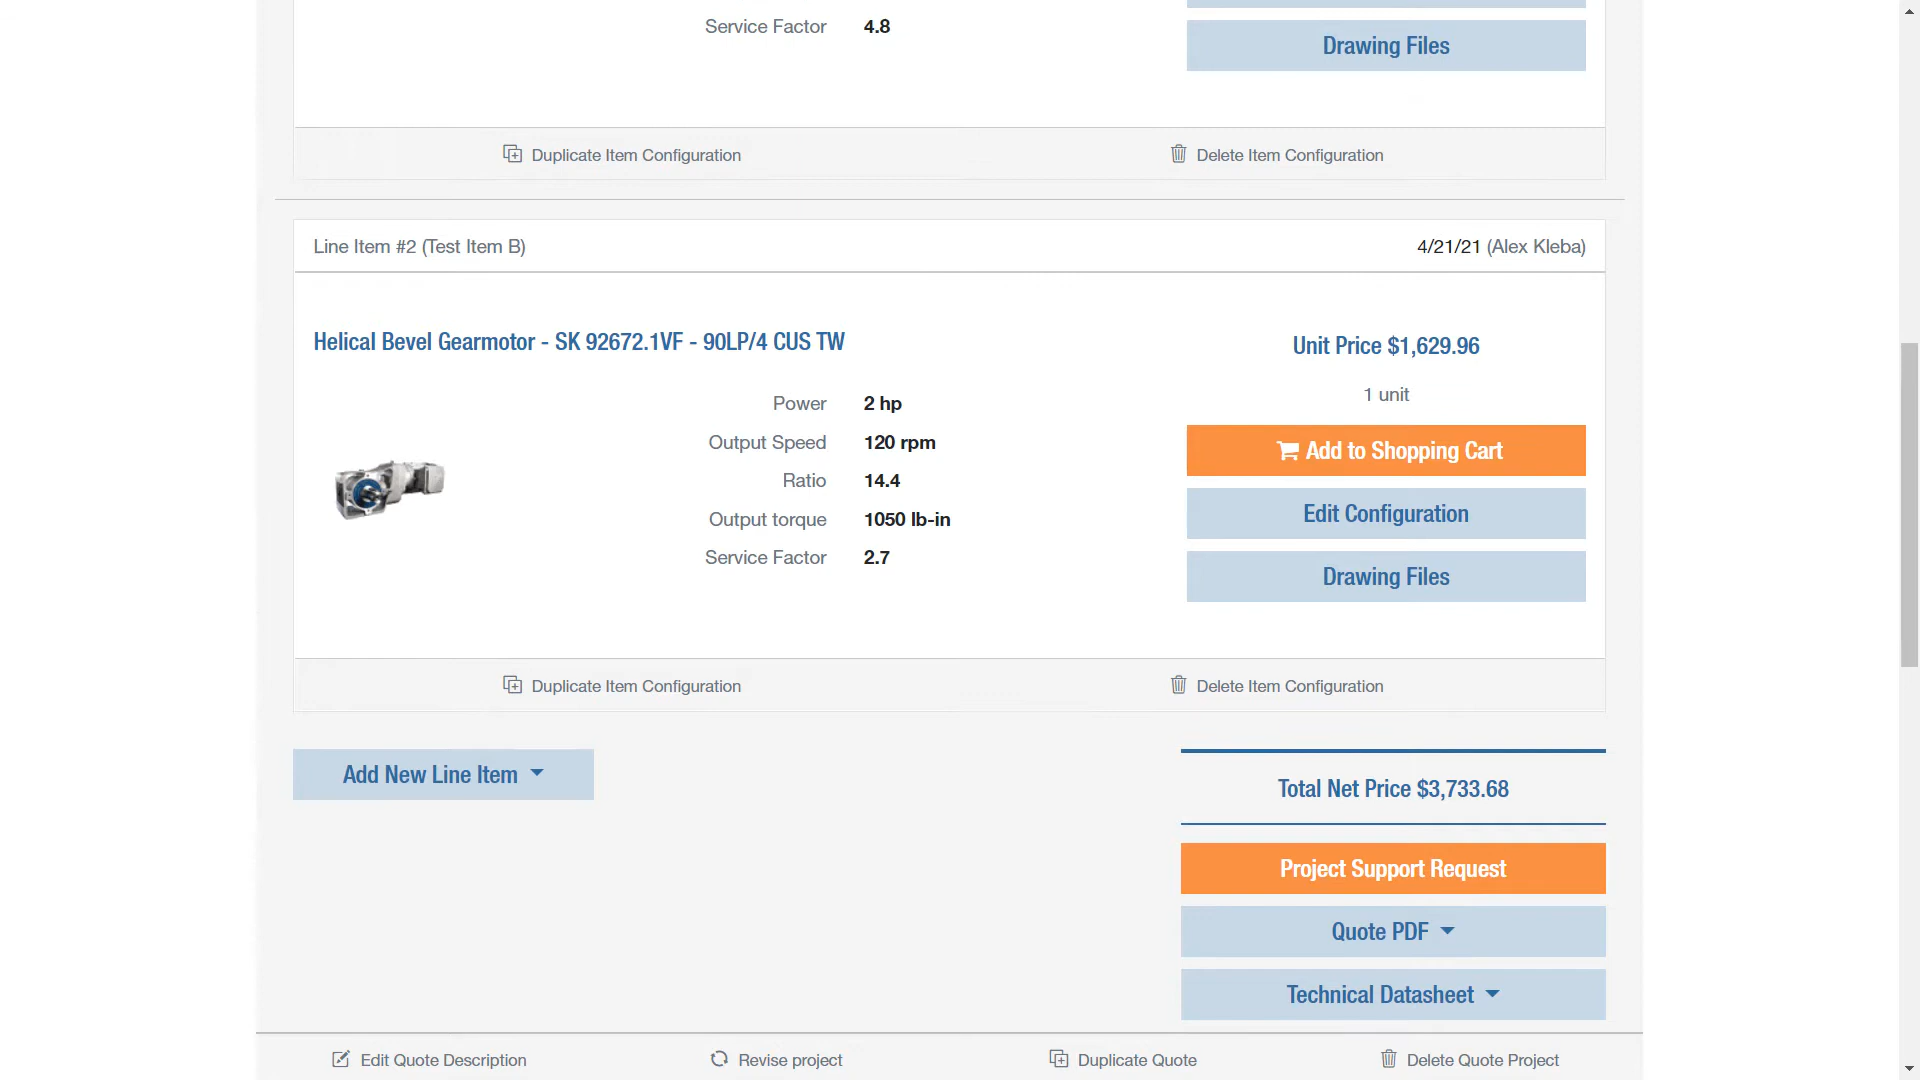 Service Factor 4.8
Drawing Files
Duplicate Item Configuration Delete Item Configuration
Line Item #2 (Test Item B) 4/21/21 (Alex Kleba)
Helical Bevel Gearmotor - SK 92672.1VF - 90LP/4 CUS TW
Unit Price $1,629.96
1 unit
Power 2 hp
Output Speed 120 rpm
Add to Shopping Cart
Ratio 14.4
Output torque 1050 lb-in
Edit Configuration
Service Factor 2.7
Drawing Files
Duplicate Item Configuration Delete Item Configuration
Add New Line Item
Total Net Price $3,733.68
Project Support Request
Quote PDF
Technical Datasheet
Edit Quote Description Revise project Duplicate Quote Delete Quote Project